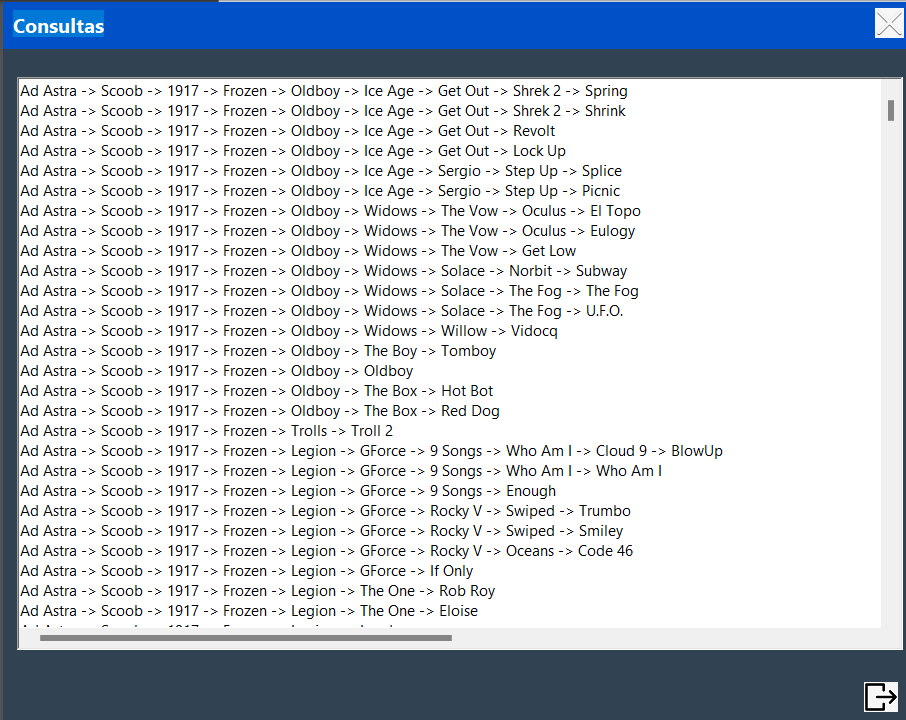 Consultas
Ad Astra -> Scoob -> 1917 -> Frozen -> Oldboy -> Ice Age -> Get Out -> Shrek 2 -> Spring
Ad Astra -> Scoob -> 1917 -> Frozen -> Oldboy -> Ice Age -> Get Out -> Shrek 2 -> Shrink
Ad Astra -> Scoob -> 1917 -> Frozen -> Oldboy -> Ice Age -> Get Out -> Revolt
Ad Astra -> Scoob -> 1917 -> Frozen -> Oldboy -> Ice Age -> Get Out -> Lock Up
Ad Astra -> Scoob -> 1917 -> Frozen -> Oldboy -> Ice Age -> Sergio -> Step Up -> Splice
Ad Astra -> Scoob -> 1917 -> Frozen -> Oldboy -> Ice Age -> Sergio -> Step Up -> Picnic
Ad Astra -> Scoob -> 1917 -> Frozen -> Oldboy -> Widows -> The Vow -> Oculus -> El Topo
Ad Astra -> Scoob -> 1917 -> Frozen -> Oldboy -> Widows -> The Vow -> Oculus -> Eulogy
Ad Astra -> Scoob -> 1917 -> Frozen -> Oldboy -> Widows -> The Vow -> Get Low
Ad Astra -> Scoob -> 1917 -> Frozen -> Oldboy -> Widows -> Solace -> Norbit -> Subway
Ad Astra -> Scoob -> 1917 -> Frozen -> Oldboy -> Widows -> Solace -> The Fog -> The Fog
Ad Astra -> Scoob -> 1917 -> Frozen -> Oldboy -> Widows -> Solace -> The Fog -> U.F.O.
Ad Astra -> Scoob -> 1917 -> Frozen -> Oldboy -> Widows -> Willow -> Vidocq
Ad Astra -> Scoob -> 1917 -> Frozen -> Oldboy -> The Boy -> Tomboy
Ad Astra -> Scoob -> 1917 -> Frozen -> Oldboy -> Oldboy
Ad Astra -> Scoob -> 1917 -> Frozen -> Oldboy -> The Box -> Hot Bot
Ad Astra -> Scoob -> 1917 -> Frozen -> Oldboy -> The Box -> Red Dog
Ad Astra -> Scoob -> 1917 -> Frozen -> Trolls -> Troll 2
Ad Astra -> Scoob -> 1917 -> Frozen -> Legion -> GForce -> 9 Songs -> Who Am I -> Cloud 9 -> BlowUp
Ad Astra -> Scoob -> 1917 -> Frozen -> Legion -> GForce -> 9 Songs -> Who Am I -> Who Am I
Ad Astra -> Scoob -> 1917 -> Frozen -> Legion -> GForce -> 9 Songs -> Enough
Ad Astra -> Scoob -> 1917 -> Frozen -> Legion -> GForce -> Rocky V -> Swiped -> Trumbo
Ad Astra -> Scoob -> 1917 -> Frozen -> Legion -> GForce -> Rocky V -> Swiped -> Smiley
Ad Astra -> Scoob -> 1917 -> Frozen -> Legion -> GForce -> Rocky V -> Oceans -> Code 46
Ad Astra -> Scoob -> 1917 -> Frozen -> Legion -> GForce -> If Only
Ad Astra -> Scoob -> 1917 -> Frozen -> Legion -> The One -> Rob Roy
Ad Astra -> Scoob -> 1917 -> Frozen -> Legion -> The One -> Eloise